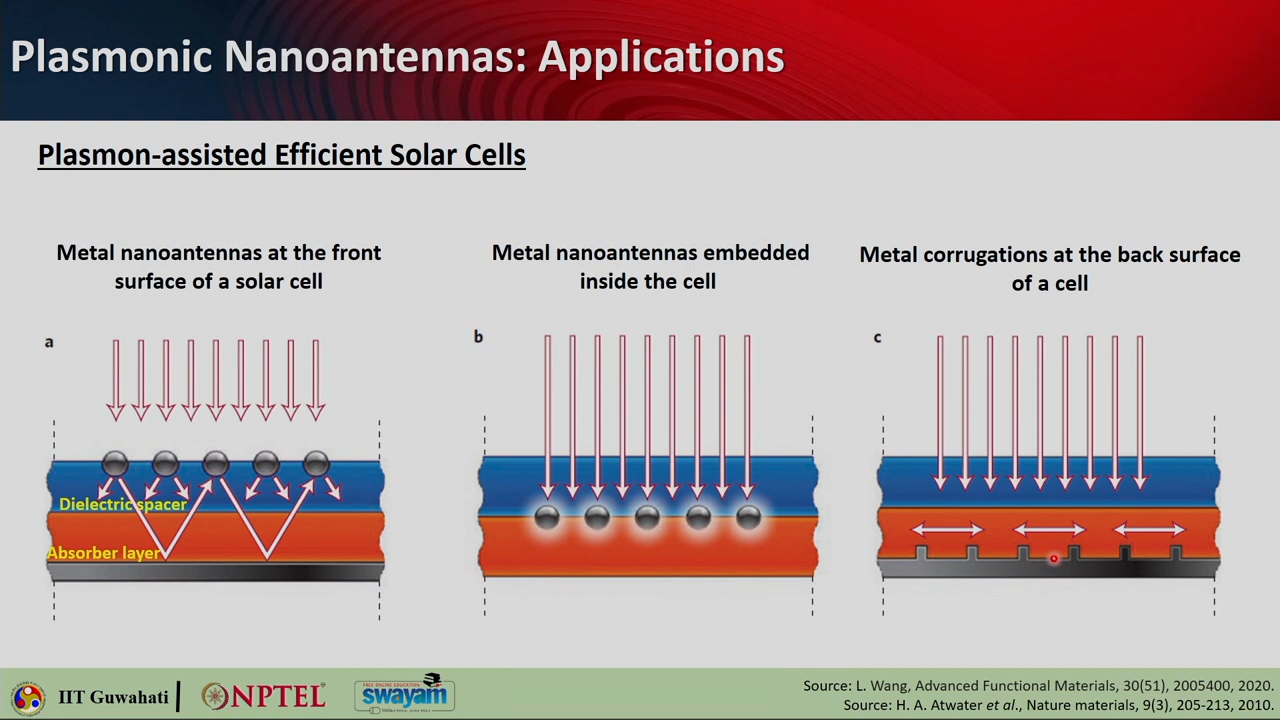 Plasmonic Nanoantennas: Applications
Plasmon-assisted Efficient Solar Cells
Metal nanoantennas at the front
surface of a solar cell
Metal nanoantennas embedded
inside the cell
Metal corrugations at the back surface
of a cell
a
b
c
Dielectric spacer
Absorber layer
IIT Guwahati
NPTEL
FREE ONLINE EDUCATION
swayam
Source: L. Wang, Advanced Functional Materials, 30(51), 2005400, 2020.
Source: H. A. Atwater et al., Nature materials, 9(3), 205-213, 2010.